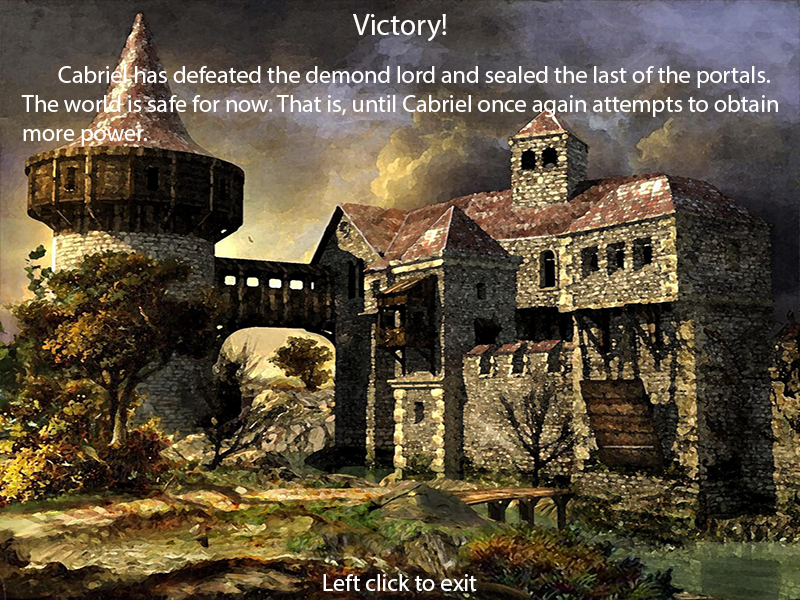 Victory!
Cabriel has defeated the demond lord and sealed the last of the portals.
The world is safe for now. That is, until Cabriel once again attempts to obtain
more power.
Left click to exit